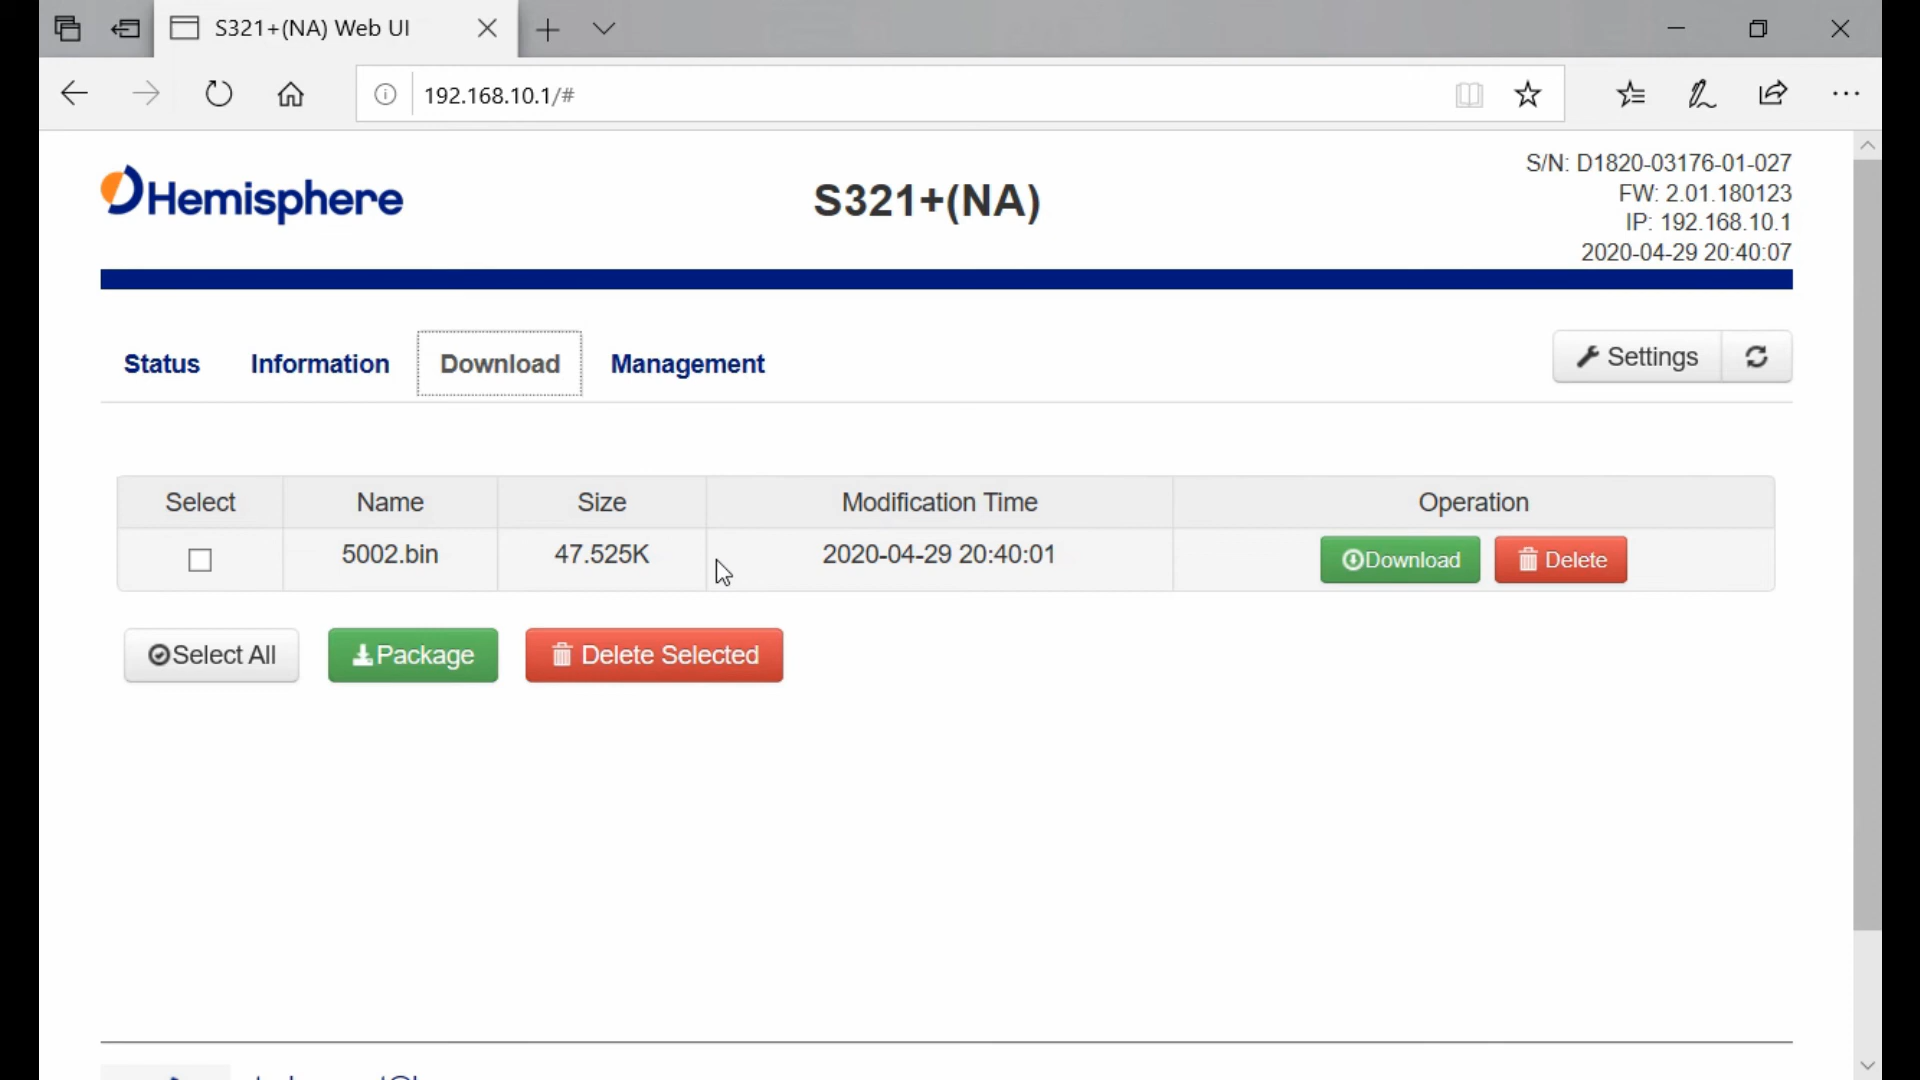 S321+(NA) Web UI
192.168.10.1/#
Hemisphere
S321+(NA)
S/N: D1820-03176-01-027
FW: 2.01.180123
IP: 192.168.10.1
2020-04-29 20:40:07
Status Information Download Management
Settings
Select Name Size Modification Time Operation
5002.bin 47.525K 2020-04-29 20:40:01 Download Delete
Select All Package Delete Selected